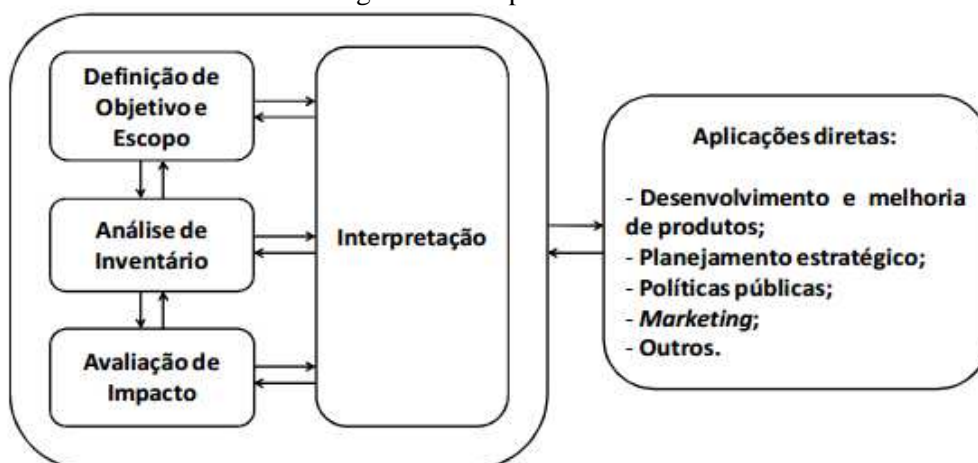 Definição de
Objetivo e
Escopo
Análise de
Inventário
Avaliação de
Impacto
Interpretação
Aplicações diretas:
- Desenvolvimento e melhoria
de produtos;
- Planejamento estratégico;
- Políticas públicas;
- Marketing;
- Outros.